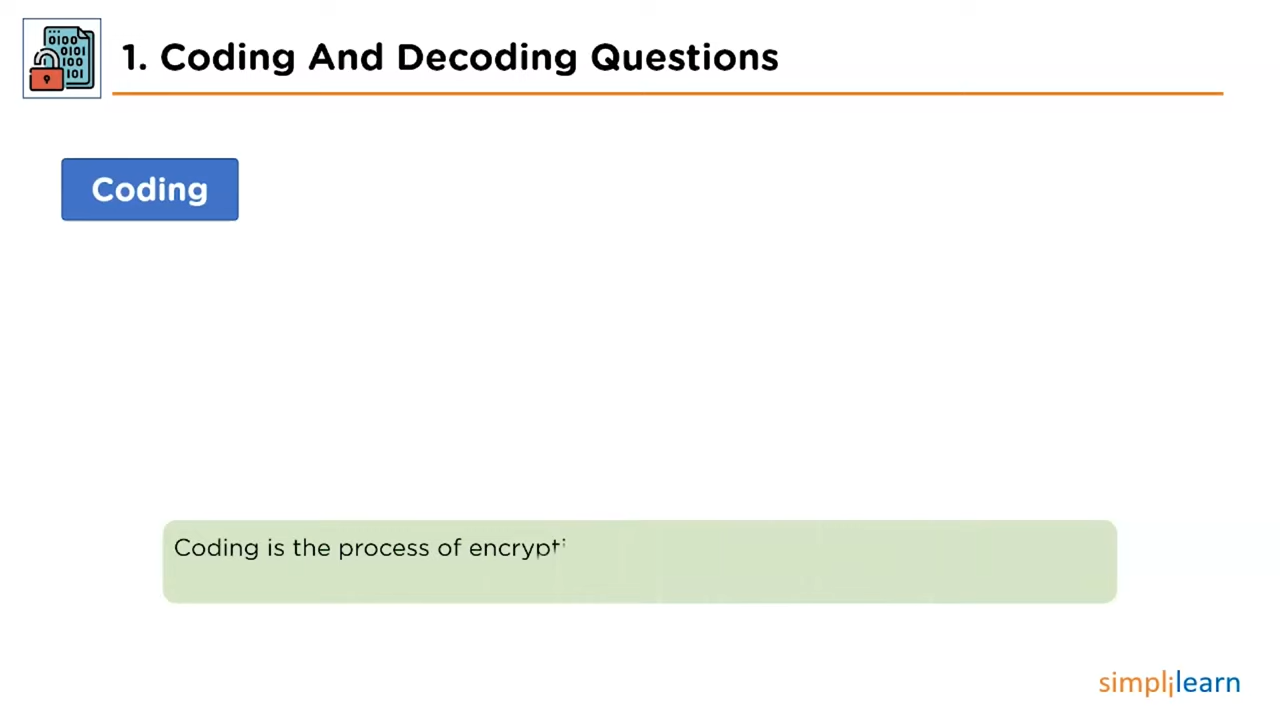 1. Coding And Decoding Questions
Coding
Coding is the process of
simplilearn